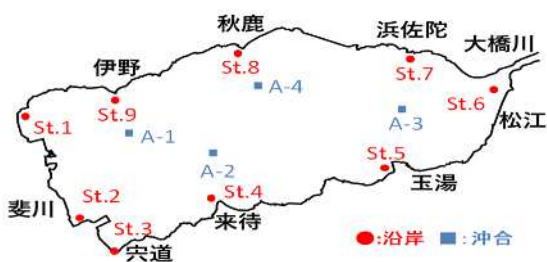 秋鹿
浜佐陀
大橋川
伊野
St.8
St.7
A-4
St.6
St.9
A-3
松江
St.1
A-1
A-2
St.5
玉湯
斐川
St.2
St.4
St.3
来待
宍道
●:沿岸 ■:沖合